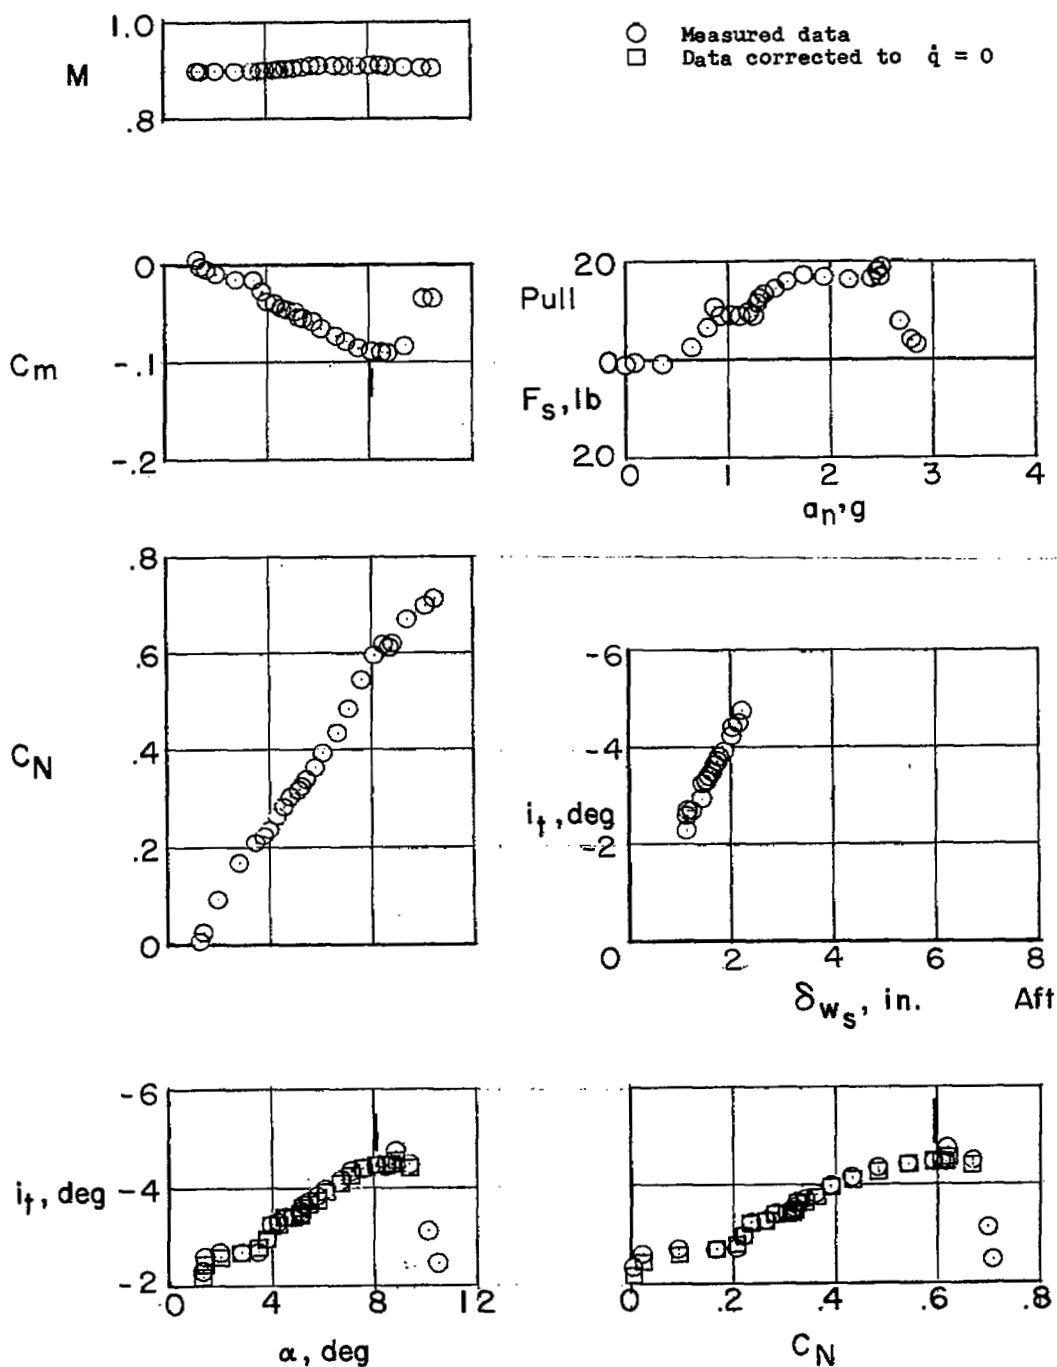 1.0
M
.8
Measured data
Data corrected to q̇ = 0
0
Cm
-.1
-.2
20
Pull
0
Fs, lb
20
0 1 2 3 4
an, g
.8
.6
CN
.4
.2
0
-6
-4
it, deg
-2
0 2 4 6 8
δws, in. Aft
-6
it, deg
-4
-2
0 4 8 12
α, deg
0 .2 .4 .6 .8
CN